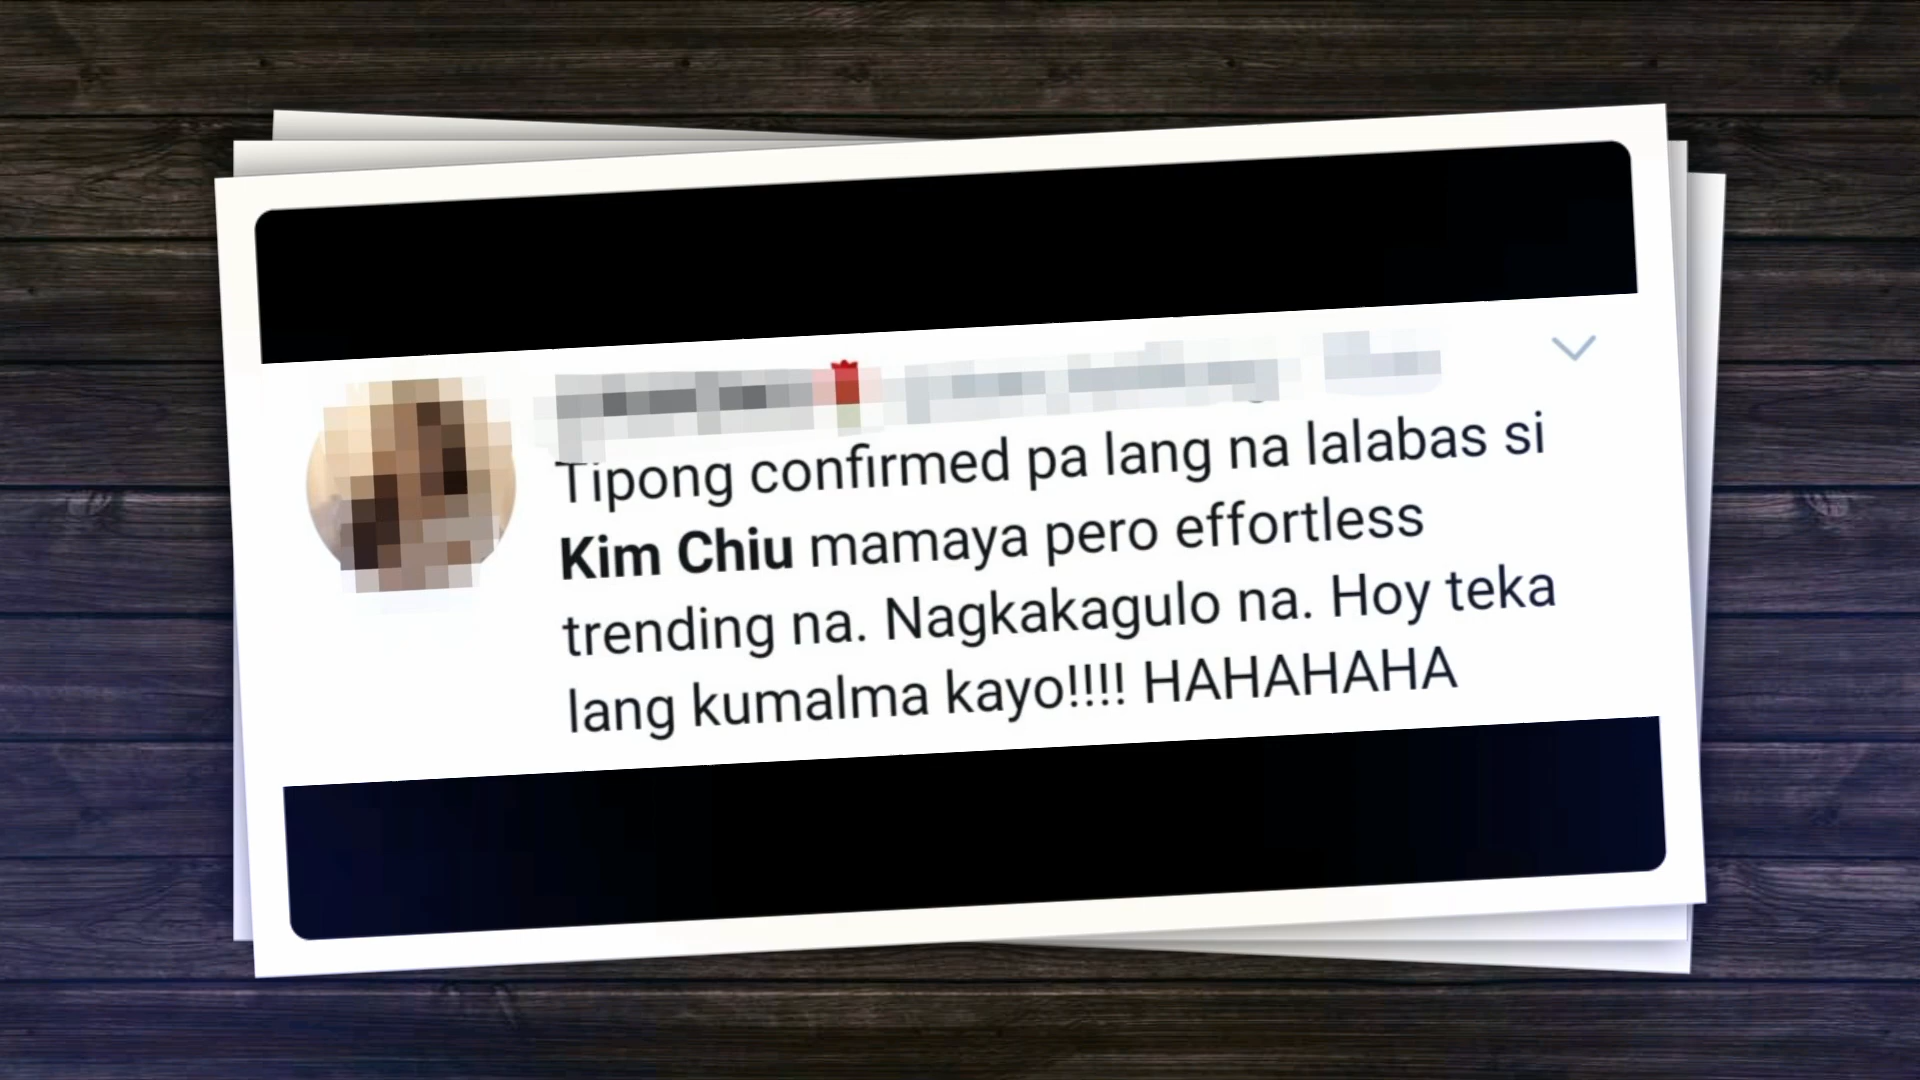 Tipong confirmed pa lang na lalabas si
Kim Chiu mamaya pero effortless
trending na. Nagkakagulo na. Hoy teka
lang kumalma kayo!!!! HAHAHAHA